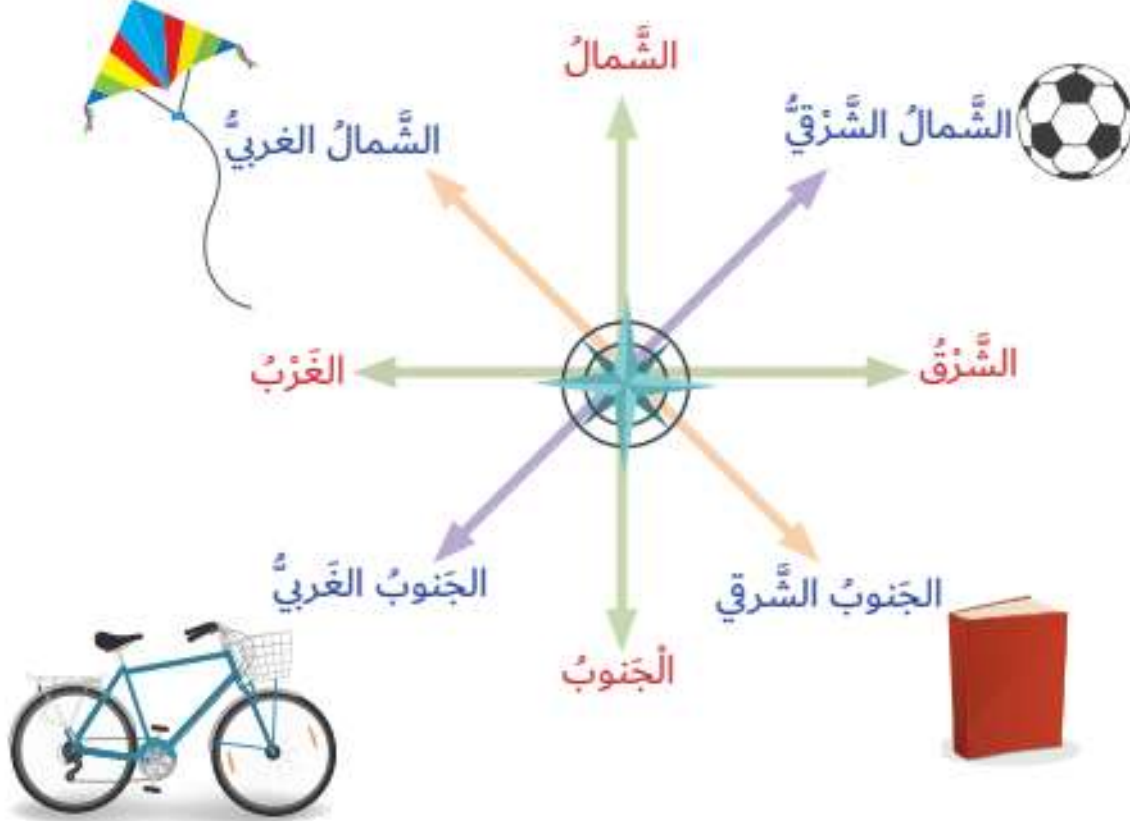 الشَّمالُ
الشَّمالُ الشَّرْقيُّ
الشَّمالُ الغربيُّ
الشَّرْقُ
الغَرْبُ
الجَنوبُ الشَّرقي
الجَنوبُ الغَربيُّ
الْجَنوبُ